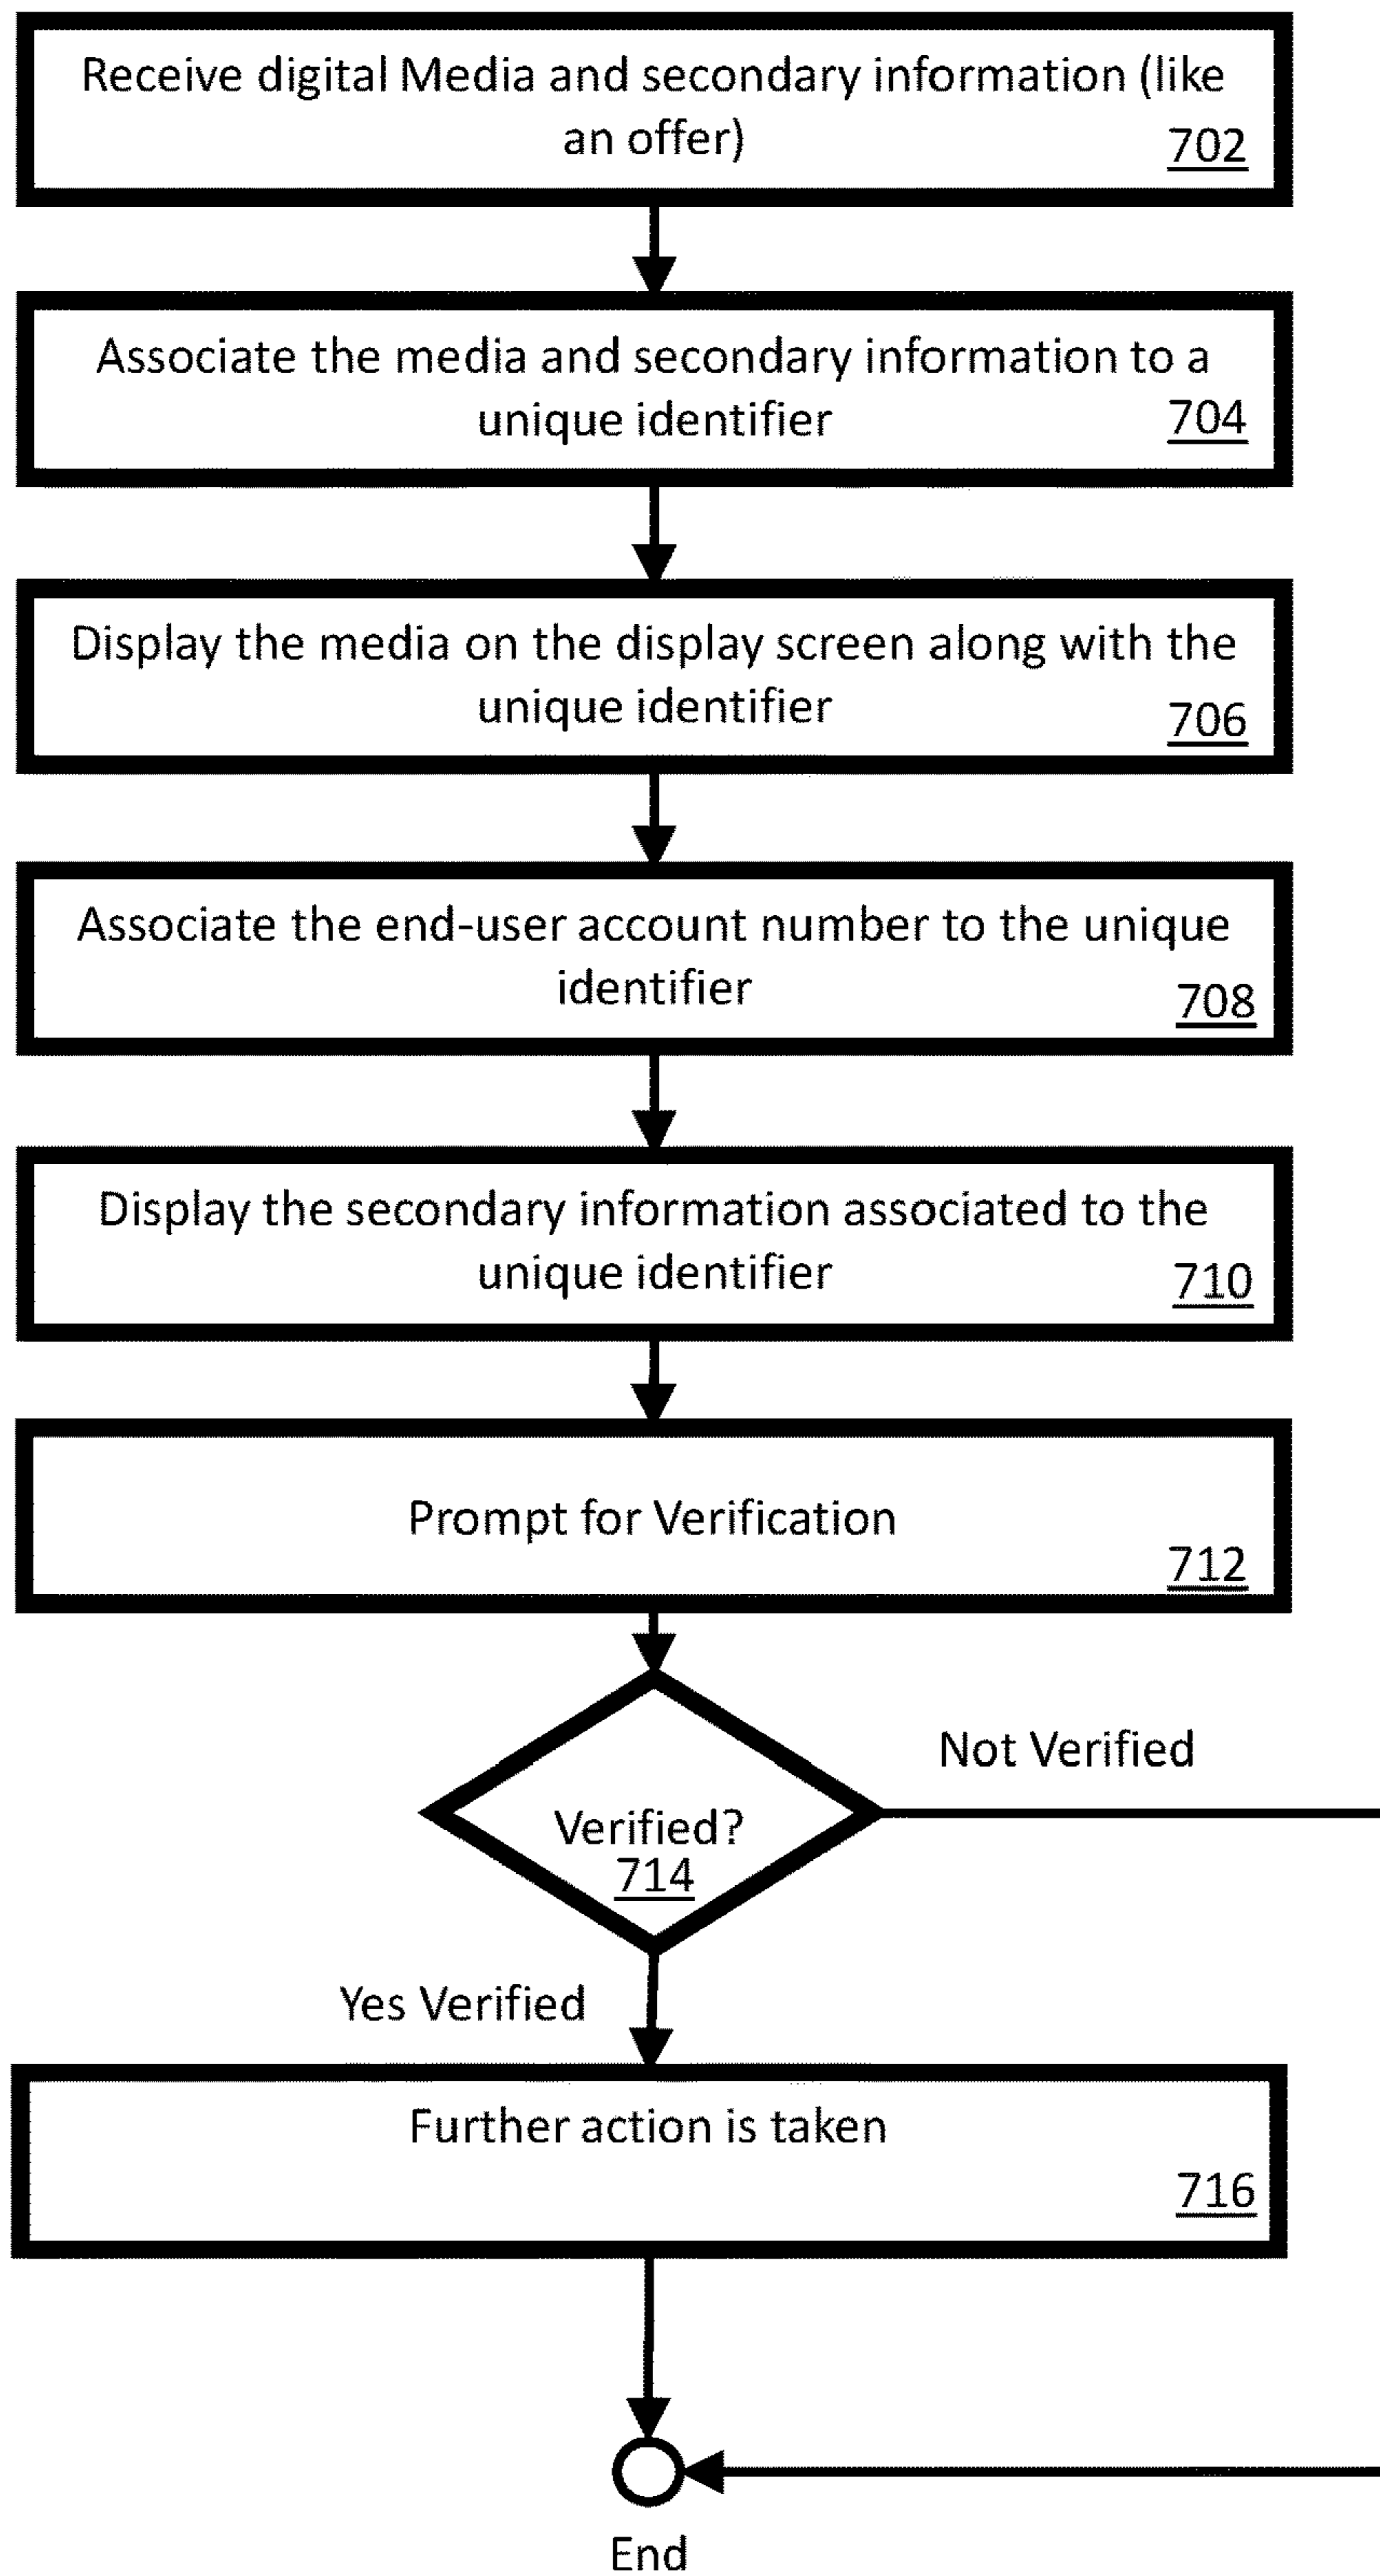 Receive digital Media and secondary information (like
an offer)
702
Associate the media and secondary information to a
unique identifier
704
Display the media on the display screen along with the
unique identifier
706
Associate the end-user account number to the unique
identifier
708
Display the secondary information associated to the
unique identifier
710
Prompt for Verification
712
Not Verified
Verified?
714
Yes Verified
Further action is taken
716
End